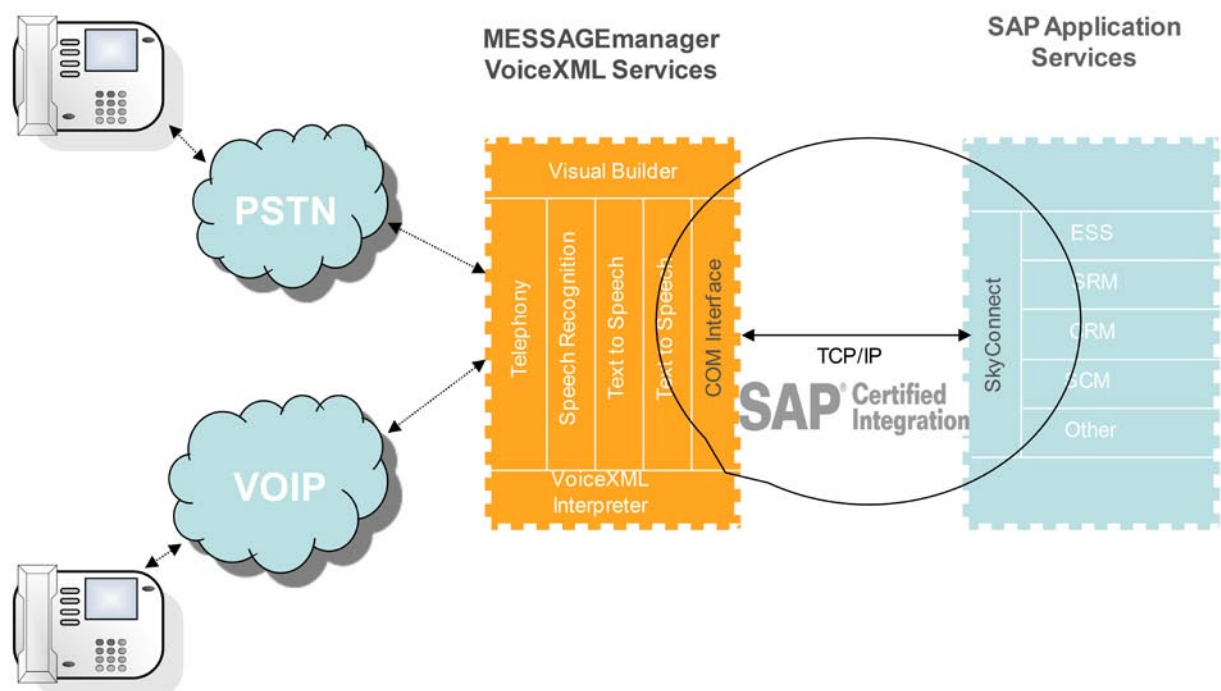 MESSAGEmanager
VoiceXML Services
SAP Application
Services
PSTN
VOIP
Visual Builder
Telephony
Speech Recognition
Text to Speech
Text to Speech
COM Interface
VoiceXML
Interpreter
TCP/IP
SAP® Certified
Integration
SkyConnect
ESS
SRM
CRM
SCM
Other